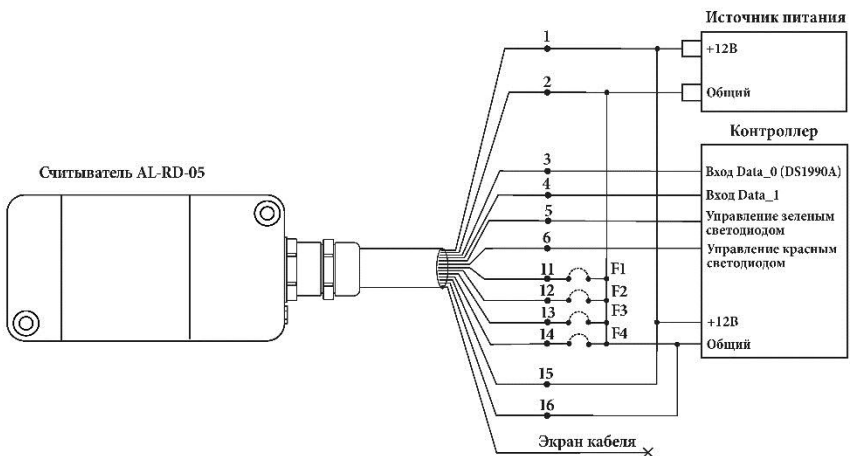 Источник питания
1
+12В
2
Общий
Контроллер
Считыватель AL-RD-05
3
Вход Data_0 (DS1990A)
4
Вход Data_1
5
Управление зеленым
светодиодом
6
Управление красным
светодиодом
11
F1
12
F2
13
F3
+12В
14
F4
Общий
15
16
Экран кабеля